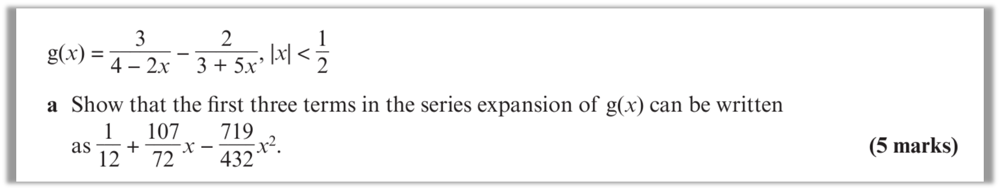 g(x) = 3/(4 – 2x) – 2/(3 + 5x), |x| < 1/2
a Show that the first three terms in the series expansion of g(x) can be written
as 1/12 + 107/72 x – 719/432 x². (5 marks)